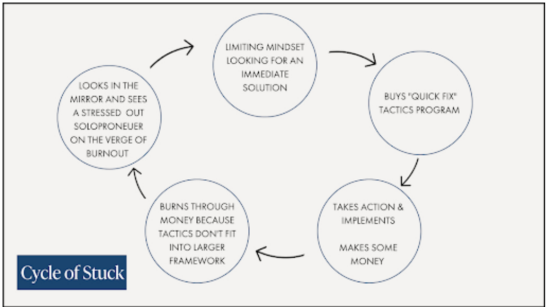 LIMITING MINDSET
LOOKING FOR AN
IMMEDIATE
SOLUTION
BUYS "QUICK FIX"
TACTICS PROGRAM
TAKES ACTION &
IMPLEMENTS
MAKES SOME
MONEY
BURNS THROUGH
MONEY BECAUSE
TACTICS DON'T FIT
INTO LARGER
FRAMEWORK
LOOKS IN THE
MIRROR AND SEES
A STRESSED OUT
SOLOPRONEUER
ON THE VERGE OF
BURNOUT
Cycle of Stuck